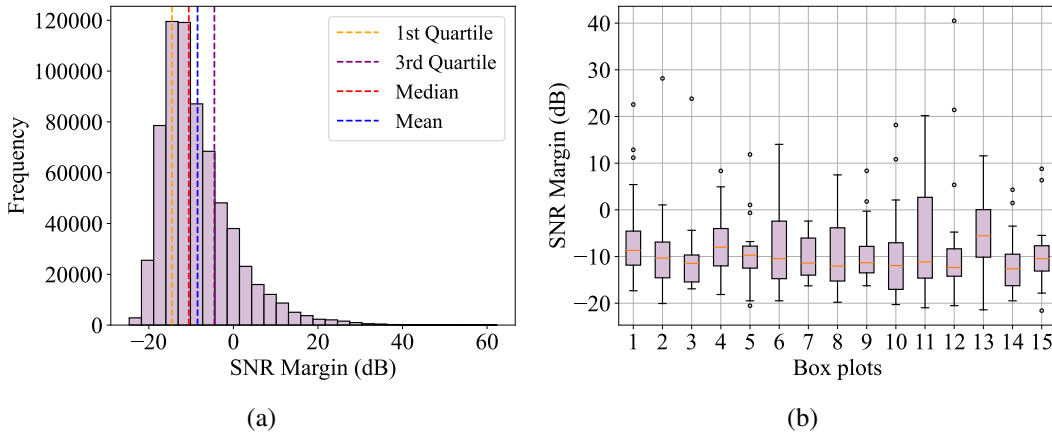 120000
100000
80000
60000
40000
20000
0
Frequency
−20
0
20
40
60
SNR Margin (dB)
1st Quartile
3rd Quartile
Median
Mean
(a)
40
30
20
10
0
−10
−20
SNR Margin (dB)
1 2 3 4 5 6 7 8 9 10 11 12 13 14 15
Box plots
(b)